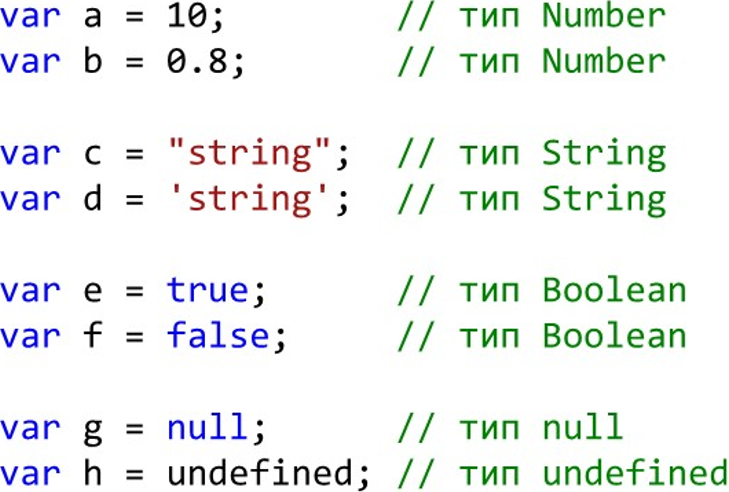 var a = 10; // тип Number
var b = 0.8; // тип Number
var c = "string"; // тип String
var d = 'string'; // тип String
var e = true; // тип Boolean
var f = false; // тип Boolean
var g = null; // тип null
var h = undefined; // тип undefined